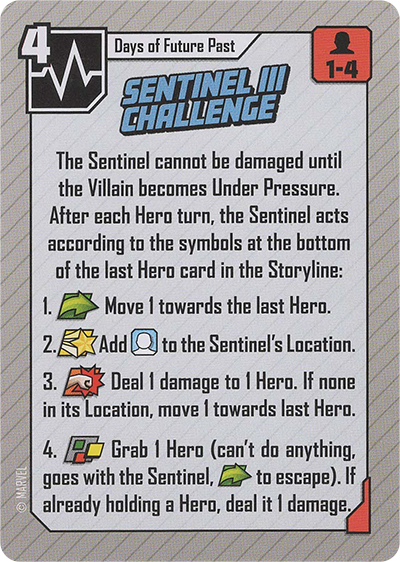 4
Days of Future Past
1-4
SENTINEL III
CHALLENGE
The Sentinel cannot be damaged until
the Villain becomes Under Pressure.
After each Hero turn, the Sentinel acts
according to the symbols at the bottom
of the last Hero card in the Storyline:
1. Move 1 towards the last Hero.
2. Add to the Sentinel's Location.
3. Deal 1 damage to 1 Hero. If none
in its Location, move 1 towards last Hero.
4. Grab 1 Hero (can't do anything,
goes with the Sentinel, to escape). If
already holding a Hero, deal it 1 damage.
© MARVEL